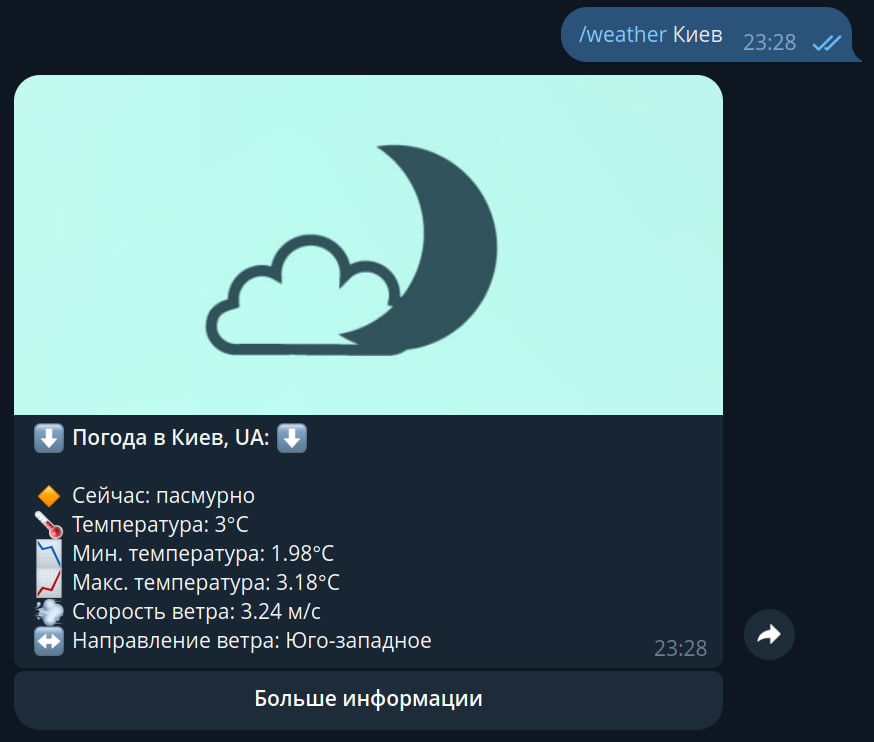 /weather Киев 23:28
Погода в Киев, UA:
Сейчас: пасмурно
Температура: 3°C
Мин. температура: 1.98°C
Макс. температура: 3.18°C
Скорость ветра: 3.24 м/с
Направление ветра: Юго-западное
23:28
Больше информации